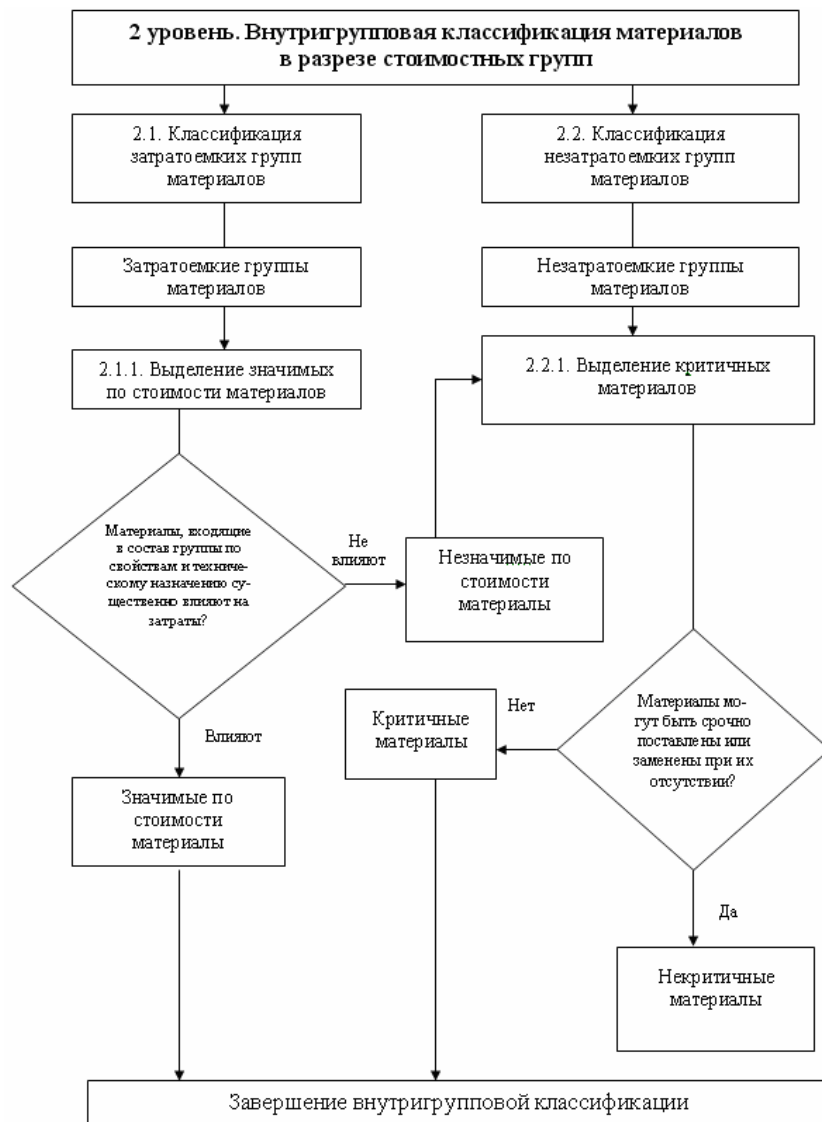 2 уровень. Внутригрупповая классификация материалов
в разрезе стоимостных групп
2.1. Классификация
затратоемких групп
материалов
2.2. Классификация
незатратоемких групп
материалов
Затратоемкие группы
материалов
Незатратоемкие группы
материалов
2.1.1. Выделение значимых
по стоимости материалов
2.2.1. Выделение критичных
материалов
Материалы, входящие
в состав группы по
свойствам и техниче-
скому назначению су-
щественно влияют на
затраты?
Не
влияют
Незначимые по
стоимости
материалы
Влияют
Значимые по
стоимости
материалы
Критичные
материалы
Нет
Материалы мо-
гут быть срочно
поставлены или
заменены при их
отсутствии?
Да
Некритичные
материалы
Завершение внутригрупповой классификации